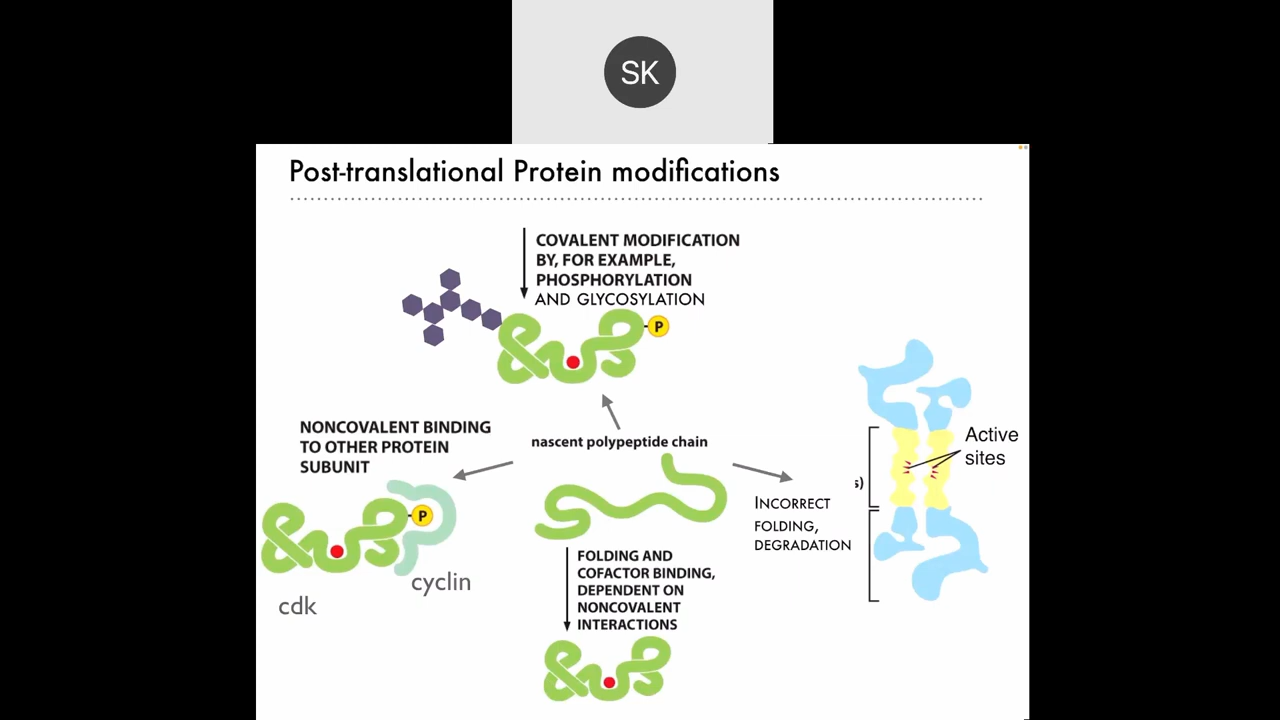 SK
Post-translational Protein modifications
COVALENT MODIFICATION
BY, FOR EXAMPLE,
PHOSPHORYLATION
AND GLYCOSYLATION
P
NONCOVALENT BINDING
TO OTHER PROTEIN
SUBUNIT
P
cyclin
cdk
nascent polypeptide chain
FOLDING AND
COFACTOR BINDING,
DEPENDENT ON
NONCOVALENT
INTERACTIONS
INCORRECT
FOLDING,
DEGRADATION
s)
Active
sites